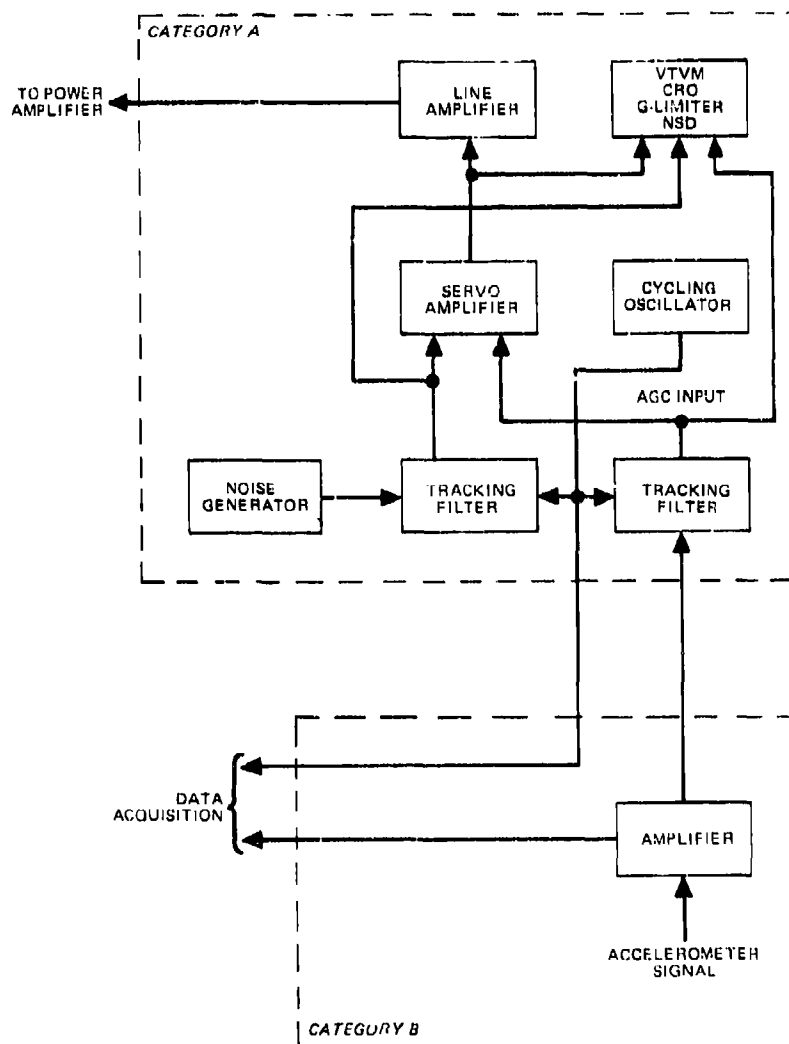 CATEGORY A
TO POWER
AMPLIFIER
LINE
AMPLIFIER
VTVM
CRO
G-LIMITER
NSD
SERVO
AMPLIFIER
CYCLING
OSCILLATOR
AGC INPUT
NOISE
GENERATOR
TRACKING
FILTER
TRACKING
FILTER
DATA
ACQUISITION
AMPLIFIER
ACCELEROMETER
SIGNAL
CATEGORY B